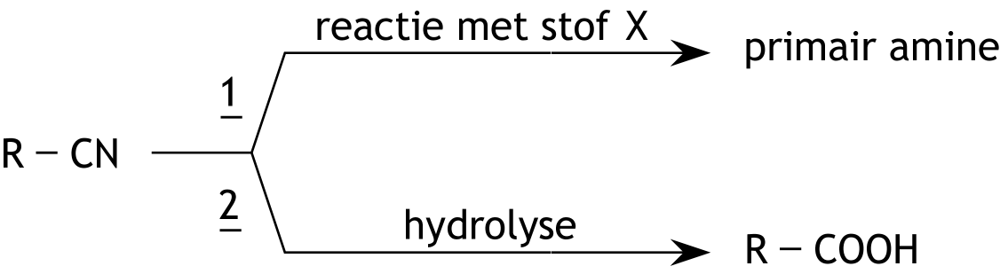 reactie met stof X
primair amine
1
R – CN
2
hydrolyse
R – COOH